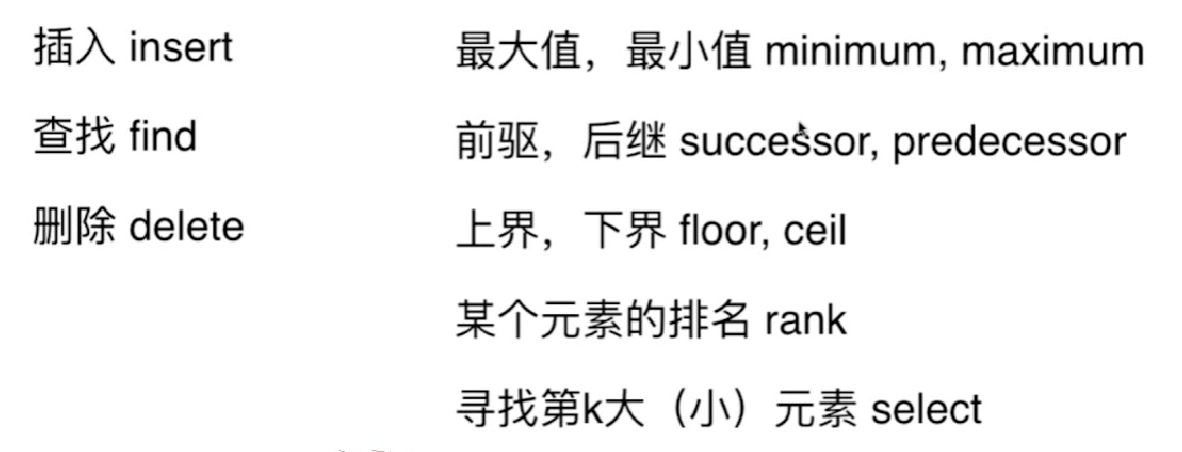 插入 insert
查找 find
删除 delete
最大值，最小值 minimum, maximum
前驱，后继 successor, predecessor
上界，下界 floor, ceil
某个元素的排名 rank
寻找第k大（小）元素 select